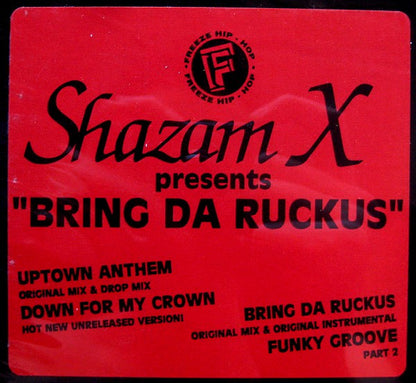 FREEZE HIP-HOP
F
FREEZE HIP-HOP
Shazam X
presents
"BRING DA RUCKUS"
UPTOWN ANTHEM
ORIGINAL MIX & DROP MIX
DOWN FOR MY CROWN
HOT NEW UNRELEASED VERSION!
BRING DA RUCKUS
ORIGINAL MIX & ORIGINAL INSTRUMENTAL
FUNKY GROOVE
PART 2